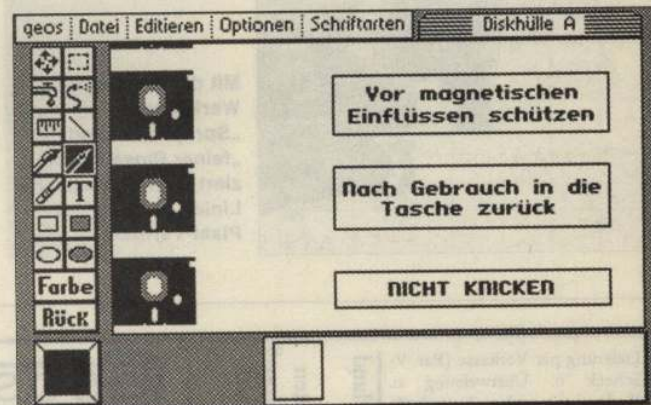 geos Datei Editieren Optionen Schriftarten Diskhülle A
Vor magnetischen
Einflüssen schützen
Nach Gebrauch in die
Tasche zurück
T
NICHT KNICKEN
Farbe
Rück